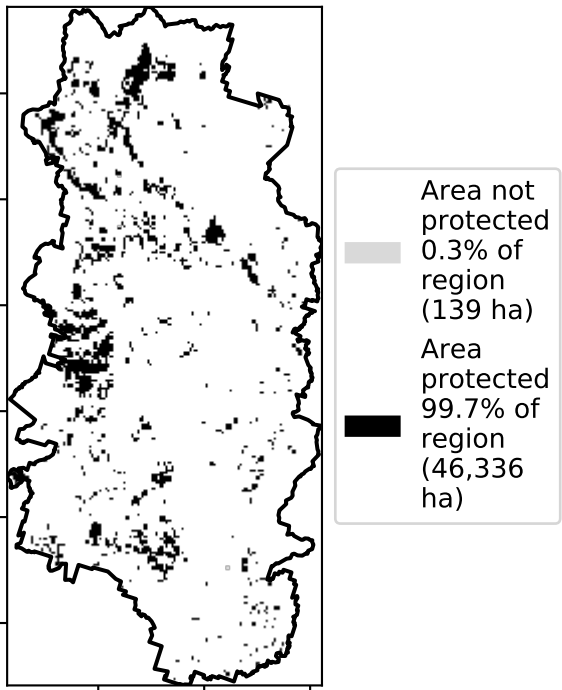 Area not
protected
0.3% of
region
(139 ha)
Area
protected
99.7% of
region
(46,336
ha)